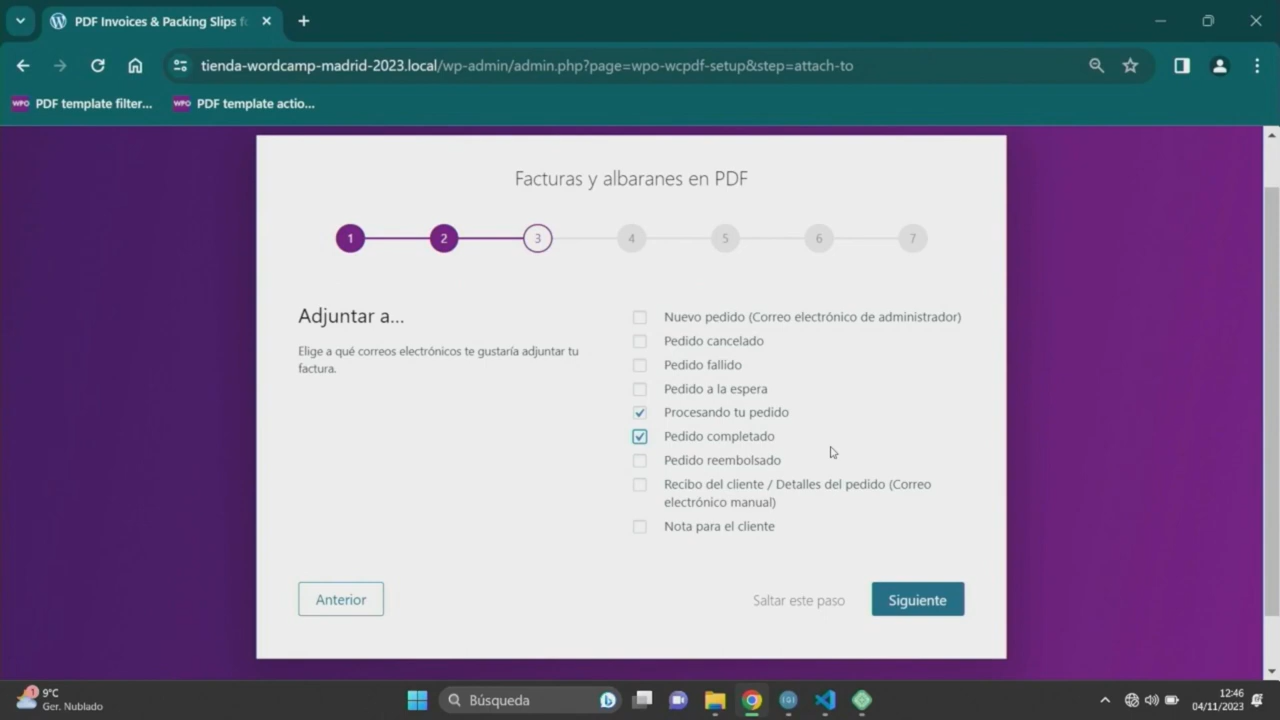 PDF Invoices & Packing Slips fo
tienda-wordcamp-madrid-2023.local/wp-admin/admin.php?page=wpo-wcpdf-setup&step=attach-to
WPO PDF template filter... WPO PDF template actio...
Facturas y albaranes en PDF
1 2 3 4 5 6 7
Adjuntar a...
Elige a qué correos electrónicos te gustaría adjuntar tu
factura.
Nuevo pedido (Correo electrónico de administrador)
Pedido cancelado
Pedido fallido
Pedido a la espera
Procesando tu pedido
Pedido completado
Pedido reembolsado
Recibo del cliente / Detalles del pedido (Correo
electrónico manual)
Nota para el cliente
Anterior
Saltar este paso
Siguiente
1
9°C
Ger. Nublado
Búsqueda
12:46
04/11/2023